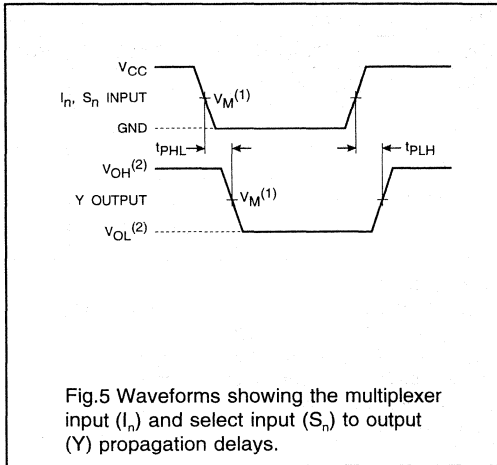 V_CC
I_n, S_n INPUT
V_M(1)
GND
t_PHL
t_PLH
V_OH(2)
Y OUTPUT
V_M(1)
V_OL(2)
Fig.5 Waveforms showing the multiplexer
input (I_n) and select input (S_n) to output
(Y) propagation delays.